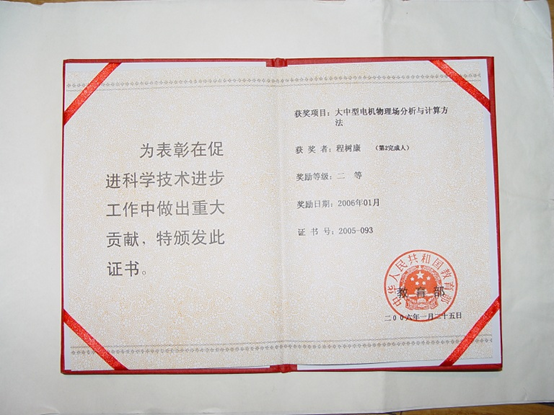 为表彰在促
进科学技术进步
工作中做出重大
贡献，特颁发此
证书。
获奖项目：大中型电机物理场分析与计算方
法
获 奖 者：程树康 （第2完成人）
奖励等级：二 等
奖励日期：2006年01月
证 书 号：2005-093
中华人民共和国教育部
教育部
二00六年一月二十五日